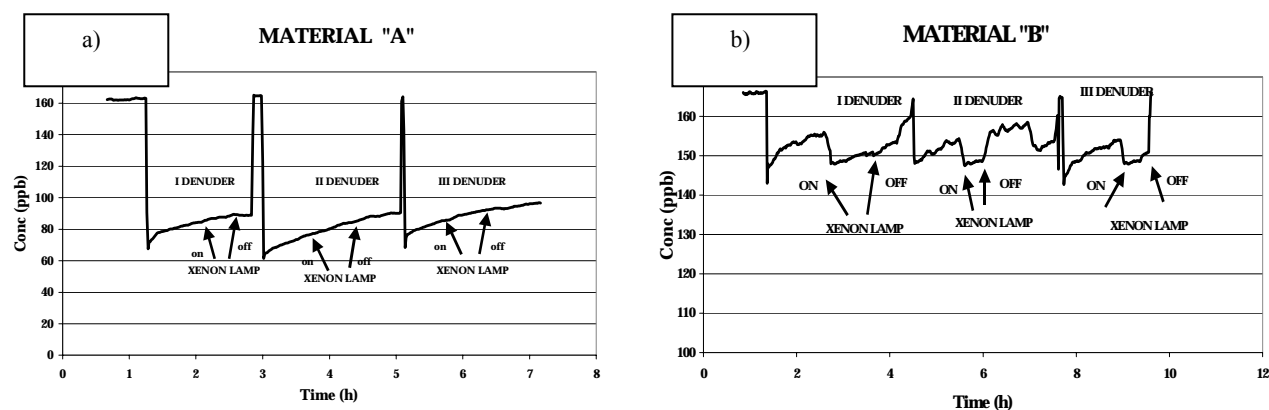 a)
MATERIAL "A"
160
140
120
100
80
60
40
20
0
Conc (ppb)
I DENUDER
II DENUDER
III DENUDER
on
off
XENON LAMP
on
off
XENON LAMP
on
off
XENON LAMP
0 1 2 3 4 5 6 7 8
Time (h)
b)
MATERIAL "B"
160
150
140
130
120
110
100
Conc (ppb)
I DENUDER
II DENUDER
III DENUDER
ON
OFF
XENON LAMP
ON
OFF
XENON LAMP
ON
OFF
XENON LAMP
0 2 4 6 8 10 12
Time (h)